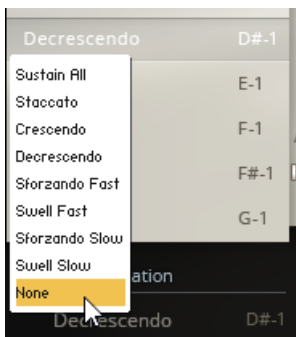 Decrescendo D#-1
Sustain All
E-1
Staccato
Crescendo
F-1
Decrescendo
Sforzando Fast
F#-1
Swell Fast
G-1
Sforzando Slow
Swell Slow
None
ation
Decrescendo D#-1